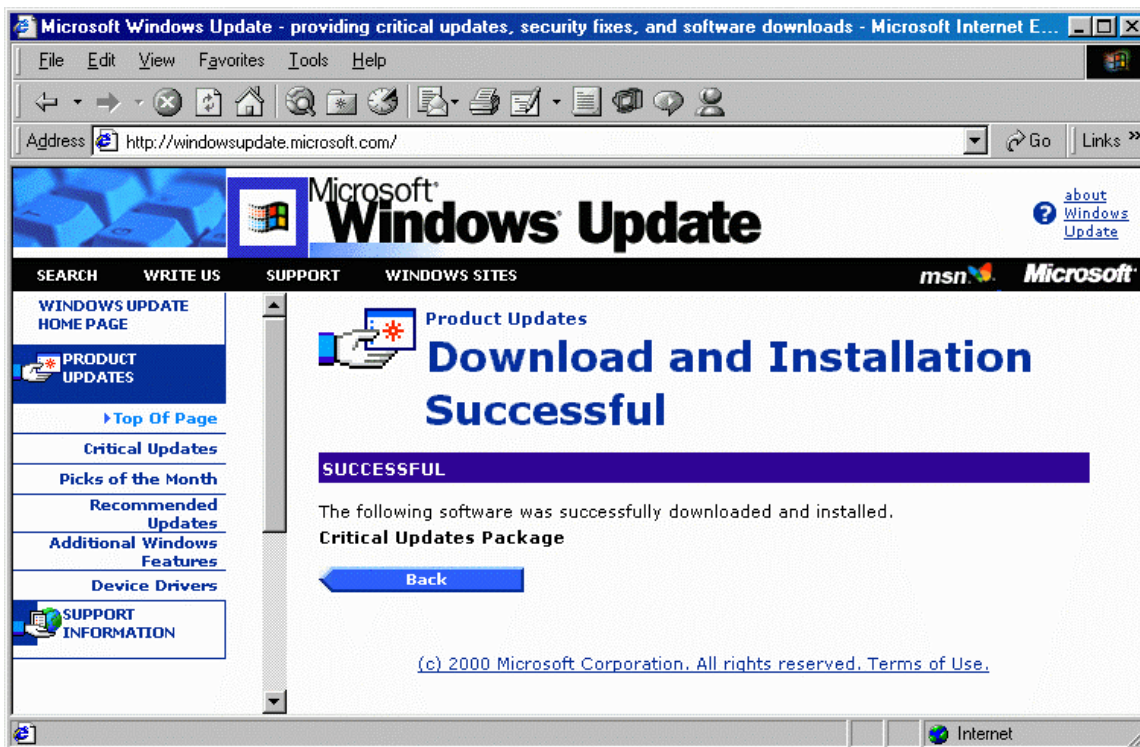 Microsoft Windows Update - providing critical updates, security fixes, and software downloads - Microsoft Internet E...
File Edit View Favorites Tools Help
Address http://windowsupdate.microsoft.com/ Go Links »
Microsoft
Windows Update
about
Windows
Update
SEARCH WRITE US SUPPORT WINDOWS SITES msn Microsoft
WINDOWS UPDATE
HOME PAGE
PRODUCT
UPDATES
Top Of Page
Critical Updates
Picks of the Month
Recommended
Updates
Additional Windows
Features
Device Drivers
SUPPORT
INFORMATION
Product Updates
Download and Installation
Successful
SUCCESSFUL
The following software was successfully downloaded and installed.
Critical Updates Package
Back
(c) 2000 Microsoft Corporation. All rights reserved. Terms of Use.
Internet